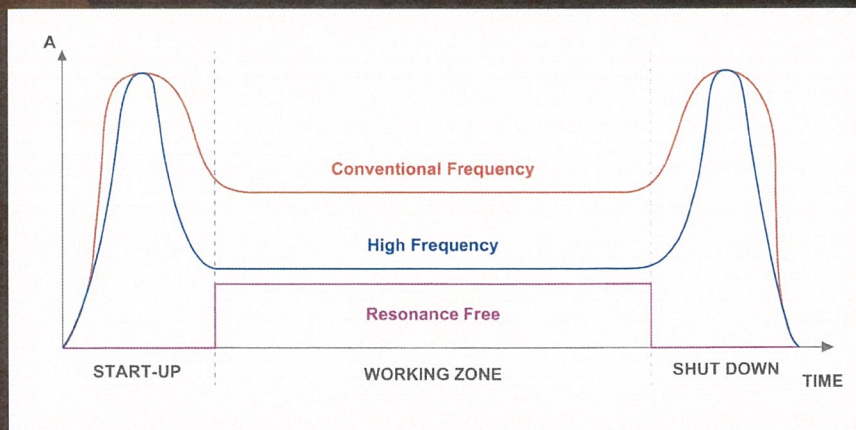 A
Conventional Frequency
High Frequency
Resonance Free
START-UP
WORKING ZONE
SHUT DOWN
TIME